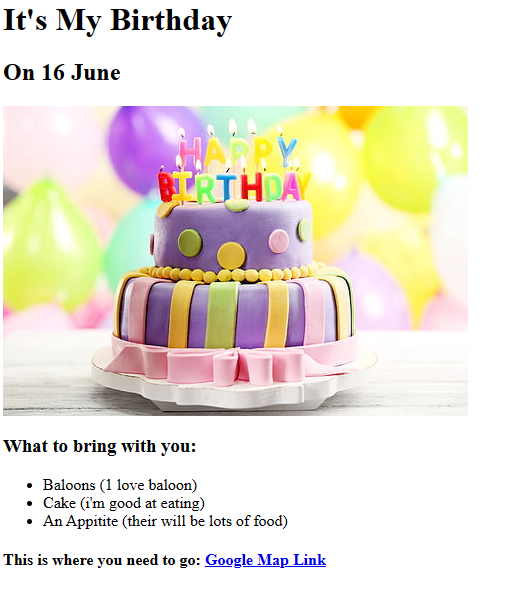 It's My Birthday
On 16 June
HAPPY
BIRTHDAY
What to bring with you:
Baloons (1 love baloon)
Cake (i'm good at eating)
An Appitite (their will be lots of food)
This is where you need to go: Google Map Link